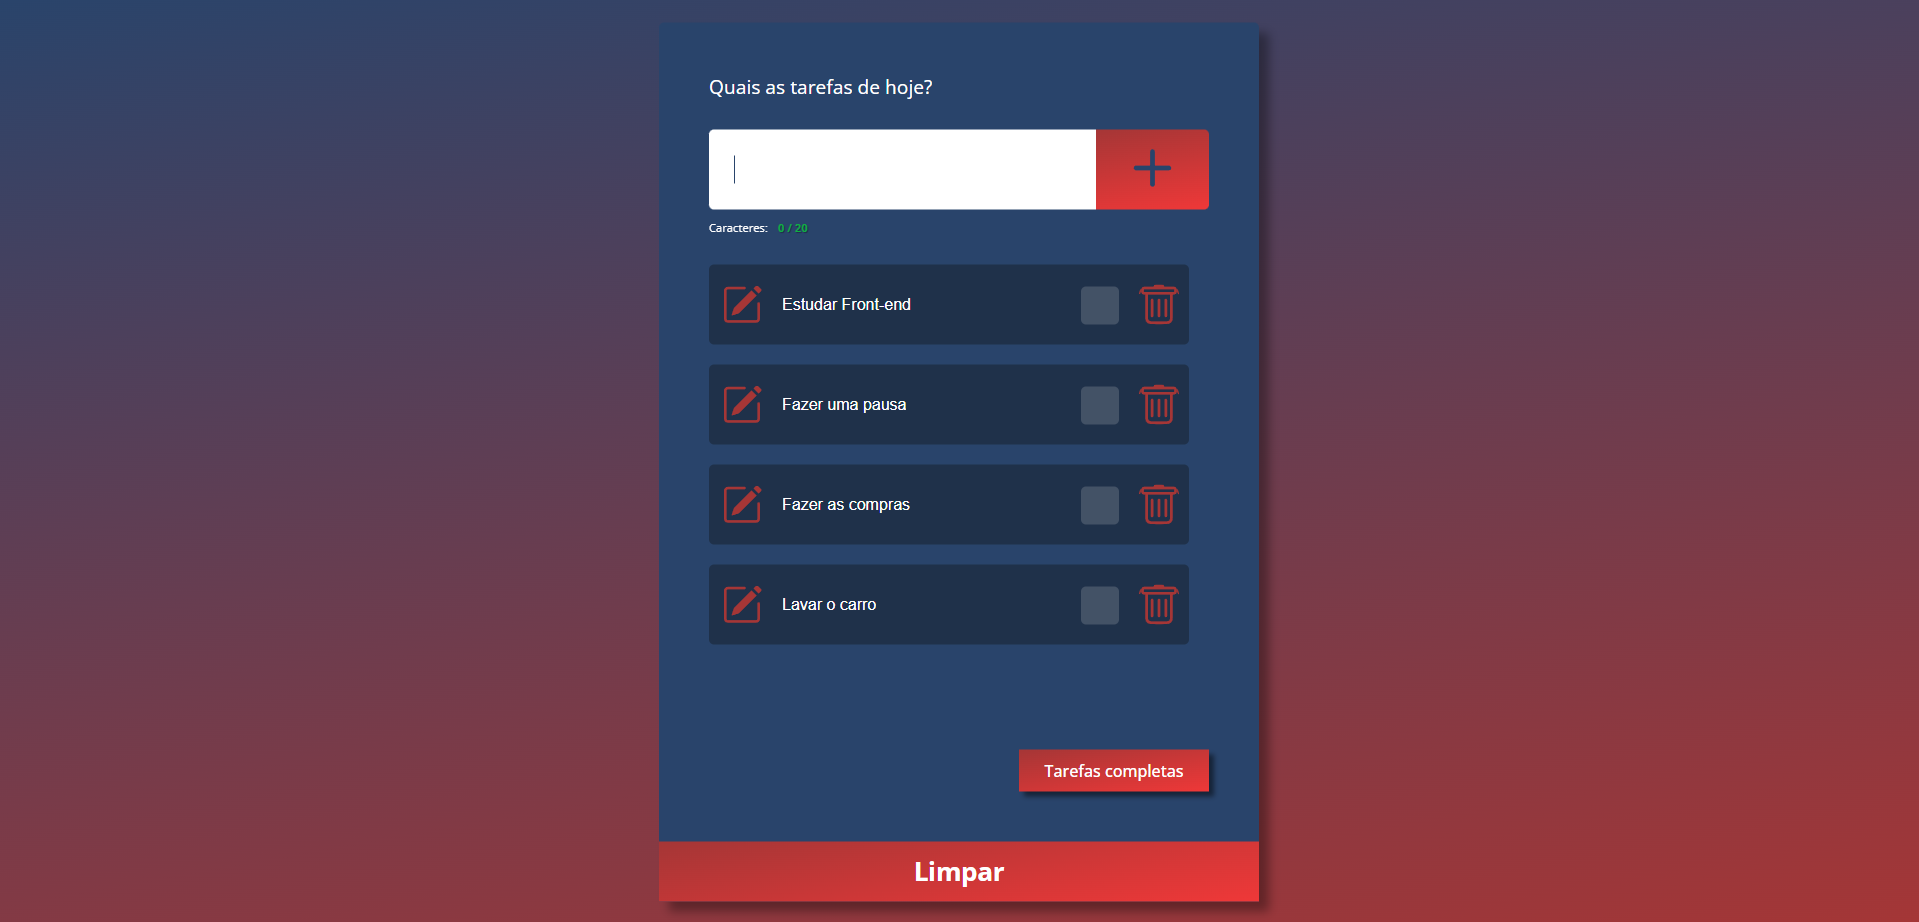 Quais as tarefas de hoje?
Caracteres: 0 / 20
Estudar Front-end
Fazer uma pausa
Fazer as compras
Lavar o carro
Tarefas completas
Limpar